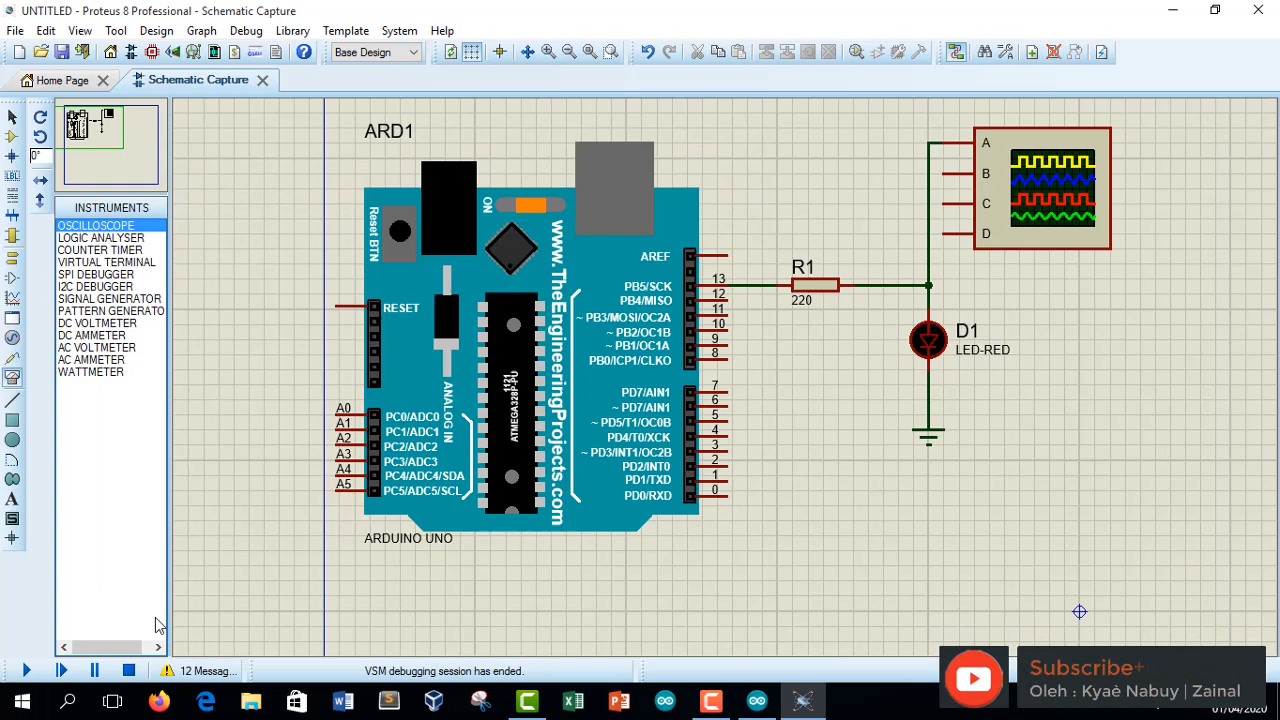 UNTITLED - Proteus 8 Professional - Schematic Capture
File Edit View Tool Design Graph Debug Library Template System Help
Base Design
Home Page
Schematic Capture
0°
INSTRUMENTS
OSCILLOSCOPE
LOGIC ANALYSER
COUNTER TIMER
VIRTUAL TERMINAL
SPI DEBUGGER
I2C DEBUGGER
SIGNAL GENERATOR
PATTERN GENERATO
DC VOLTMETER
DC AMMETER
AC VOLTMETER
AC AMMETER
WATTMETER
ARD1
Reset BTN
ON
www.TheEngineeringProjects.com
ANALOG IN
1121
ATMEGA328P-PU
RESET
A0 PC0/ADC0
A1 PC1/ADC1
A2 PC2/ADC2
A3 PC3/ADC3
A4 PC4/ADC4/SDA
A5 PC5/ADC5/SCL
AREF
PB5/SCK 13
PB4/MISO 12
~ PB3/MOSI/OC2A 11
~ PB2/OC1B 10
~ PB1/OC1A 9
PB0/ICP1/CLKO 8
PD7/AIN1 7
~ PD7/AIN1 6
~ PD5/T1/OC0B 5
PD4/T0/XCK 4
~ PD3/INT1/OC2B 3
PD2/INT0 2
PD1/TXD 1
PD0/RXD 0
ARDUINO UNO
R1
220
A
B
C
D
D1
LED-RED
12 Messag...
VSM debugging session has ended.
Subscribe+
Oleh : Kyaè Nabuy | Zainal
01/04/2020